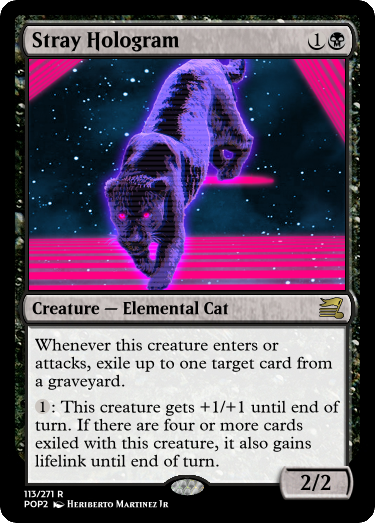 Stray Hologram 1
Creature — Elemental Cat
Whenever this creature enters or
attacks, exile up to one target card from
a graveyard.
1: This creature gets +1/+1 until end of
turn. If there are four or more cards
exiled with this creature, it also gains
lifelink until end of turn.
2/2
113/271 R
POP2 Heriberto Martinez Jr